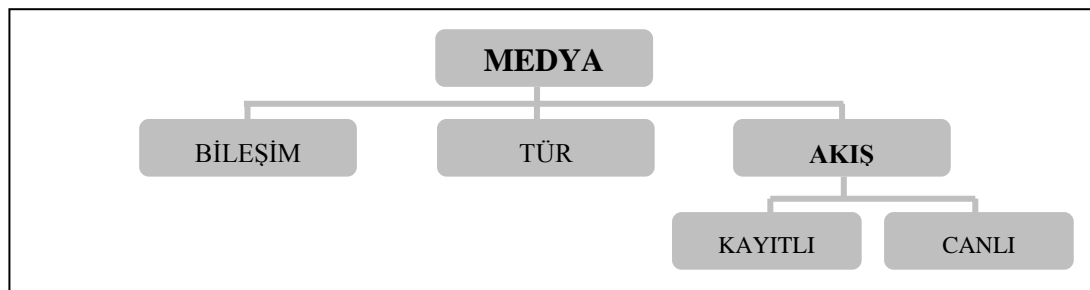 MEDYA
BİLEŞİM
TÜR
AKIŞ
KAYITLI
CANLI